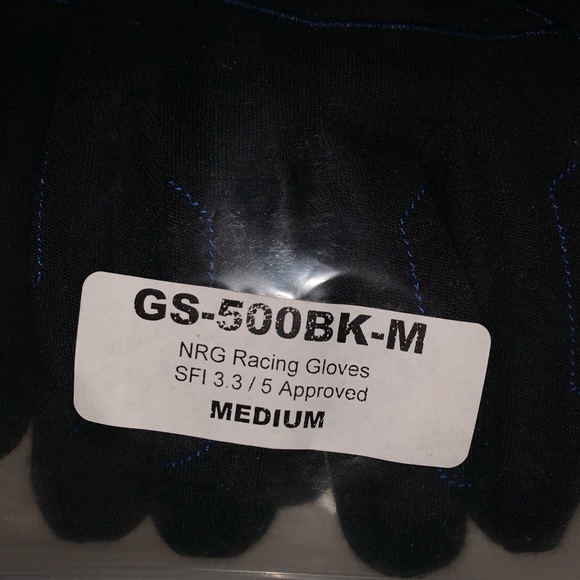 GS-500BK-M
NRG Racing Gloves
SFI 3.3 / 5 Approved
MEDIUM